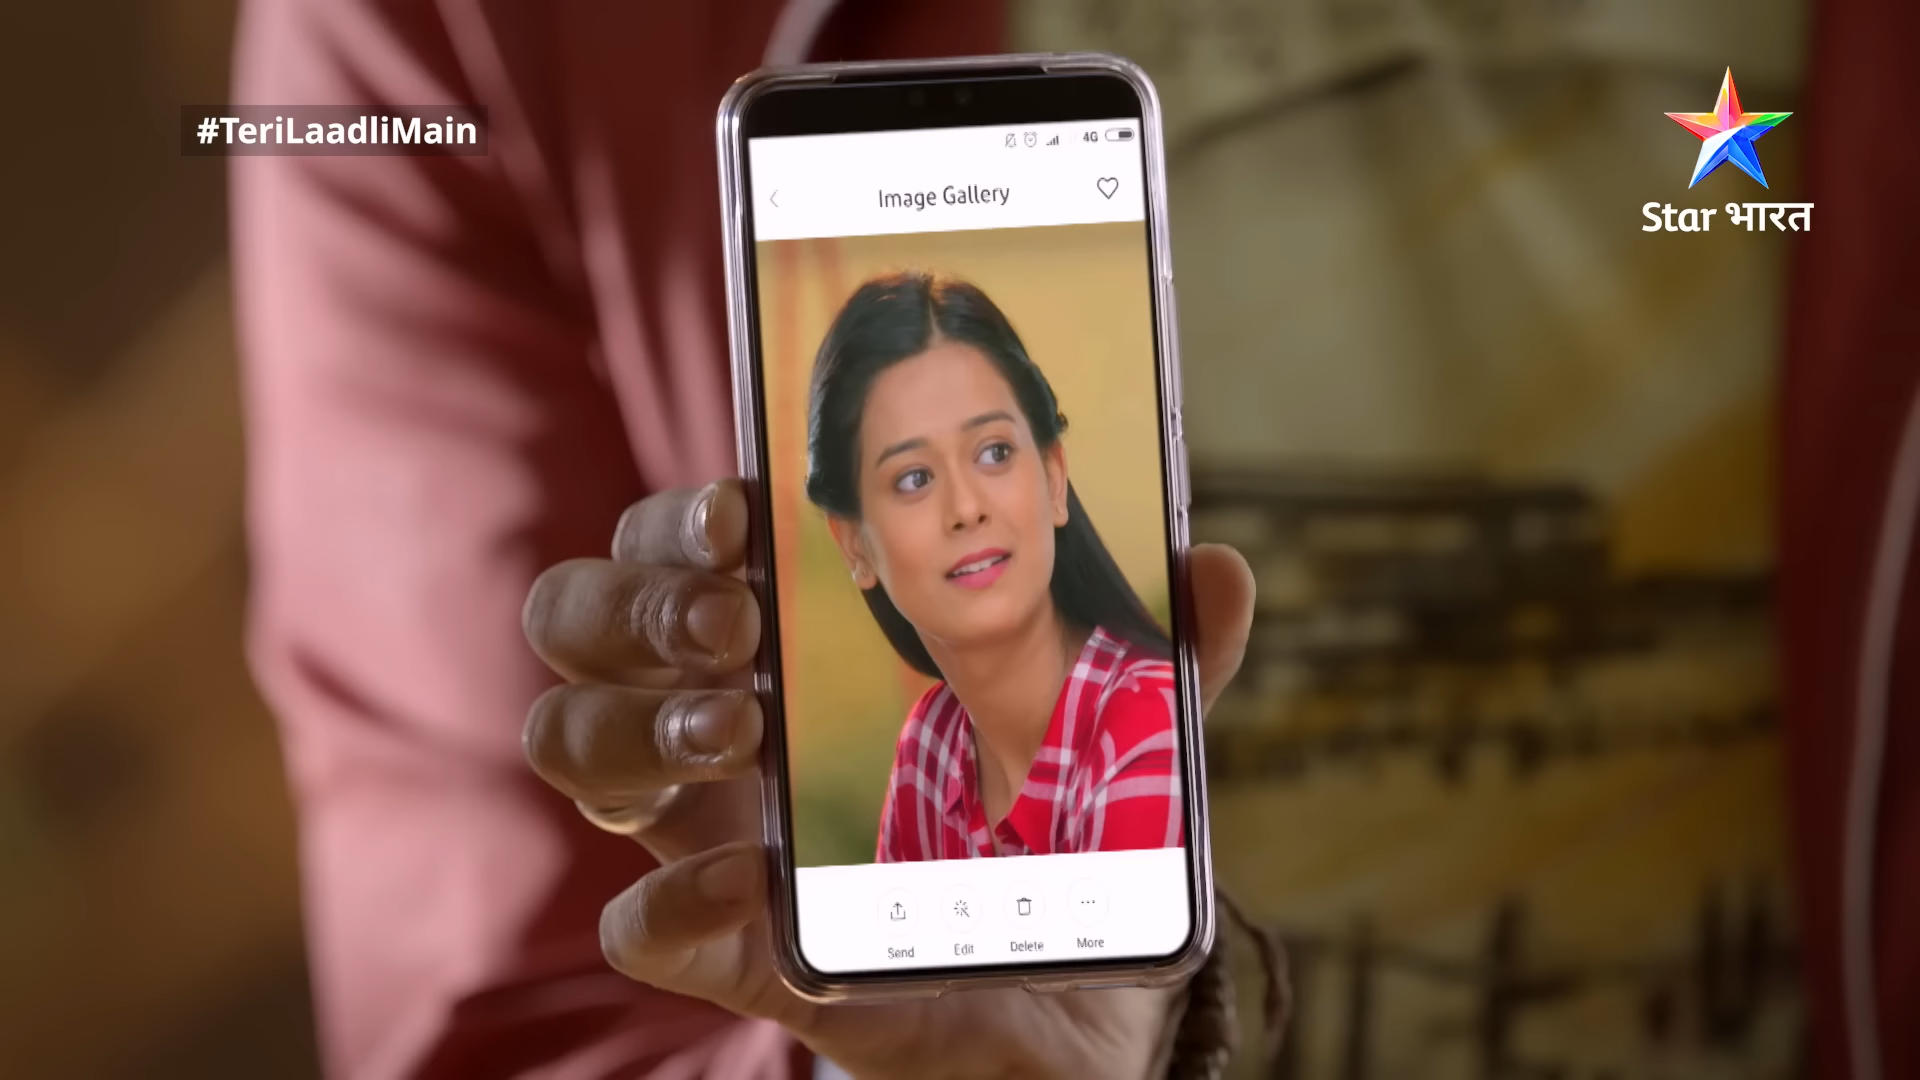 #TeriLaadliMain
Star भारत
4G
Image Gallery
Send Edit Delete More